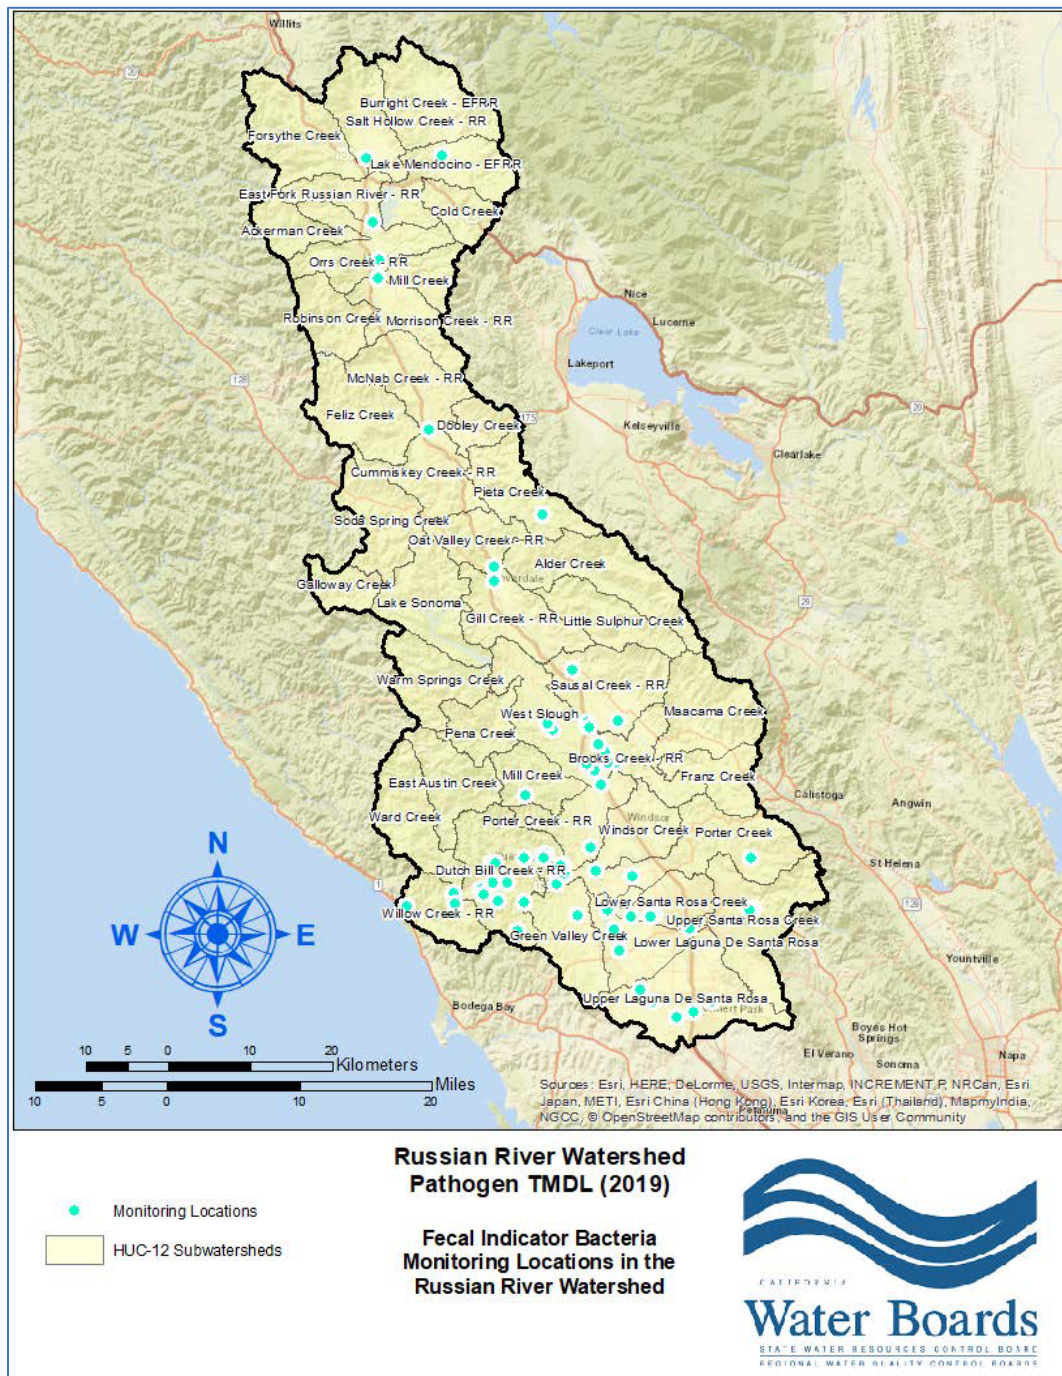 Willits
20
Burright Creek - EFRR
Salt Hollow Creek - RR
Forsythe Creek
Lake Mendocino - EFRR
East Fork Russian River - RR
Cold Creek
Ackerman Creek
Orrs Creek - RR
Mill Creek
Nice
Robinson Creek
Morrison Creek - RR
Lucerne
Clear Lake
Lakeport
McNab Creek - RR
128
29
Feliz Creek
Dooley Creek
175
Kelseyville
Clearlake
Cummiskey Creek - RR
Pieta Creek
Soda Spring Creek
Oat Valley Creek - RR
Alder Creek
Galloway Creek
Lake Sonoma
29
Gill Creek - RR
Little Sulphur Creek
Warm Springs Creek
Sausal Creek - RR
West Slough
Maacama Creek
Pena Creek
Brooks Creek - RR
East Austin Creek
Mill Creek
Franz Creek
Calistoga
Angwin
Ward Creek
Porter Creek - RR
Windsor
Windsor Creek
Porter Creek
N
St Helena
Dutch Bill Creek - RR
1
128
Lower Santa Rosa Creek
Willow Creek - RR
Upper Santa Rosa Creek
W
E
Green Valley Creek
Lower Laguna De Santa Rosa
Yountville
Upper Laguna De Santa Rosa
Bodega Bay
S
Boyes Hot
Springs
El Verano
Sonoma
Napa
10 5 0 10 20
Kilometers
Miles
10 5 0 10 20
Sources: Esri, HERE, DeLorme, USGS, Intermap, INCREMENT P, NRCan, Esri
Japan, METI, Esri China (Hong Kong), Esri Korea, Esri (Thailand), MapmyIndia,
NGCC, © OpenStreetMap contributors, and the GIS User Community
Petaluma
Russian River Watershed
Pathogen TMDL (2019)
Fecal Indicator Bacteria
Monitoring Locations in the
Russian River Watershed
Monitoring Locations
HUC-12 Subwatersheds
CALIFORNIA
Water Boards
STATE WATER RESOURCES CONTROL BOARD
REGIONAL WATER QUALITY CONTROL BOARDS